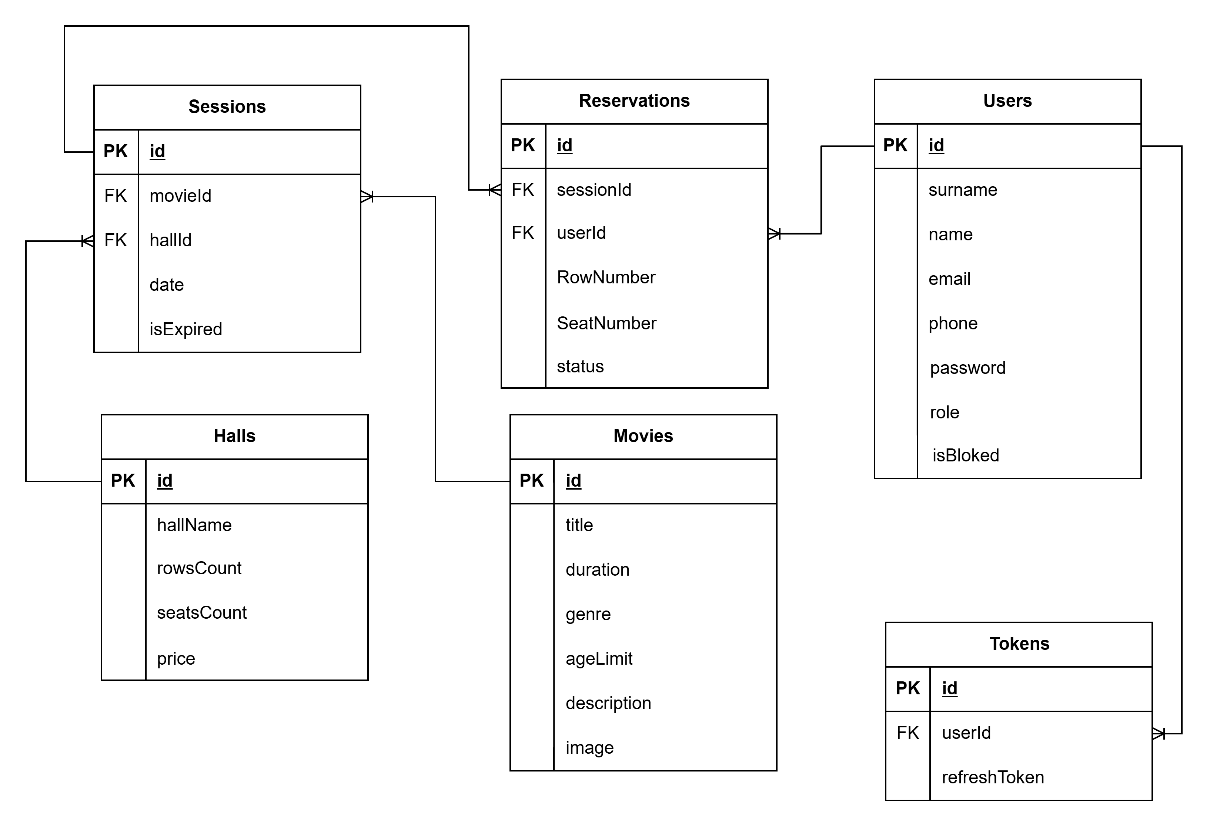 Sessions
PK id
FK movieId
FK hallId
date
isExpired
Reservations
PK id
FK sessionId
FK userId
RowNumber
SeatNumber
status
Users
PK id
surname
name
email
phone
password
role
isBloked
Halls
PK id
hallName
rowsCount
seatsCount
price
Movies
PK id
title
duration
genre
ageLimit
description
image
Tokens
PK id
FK userId
refreshToken